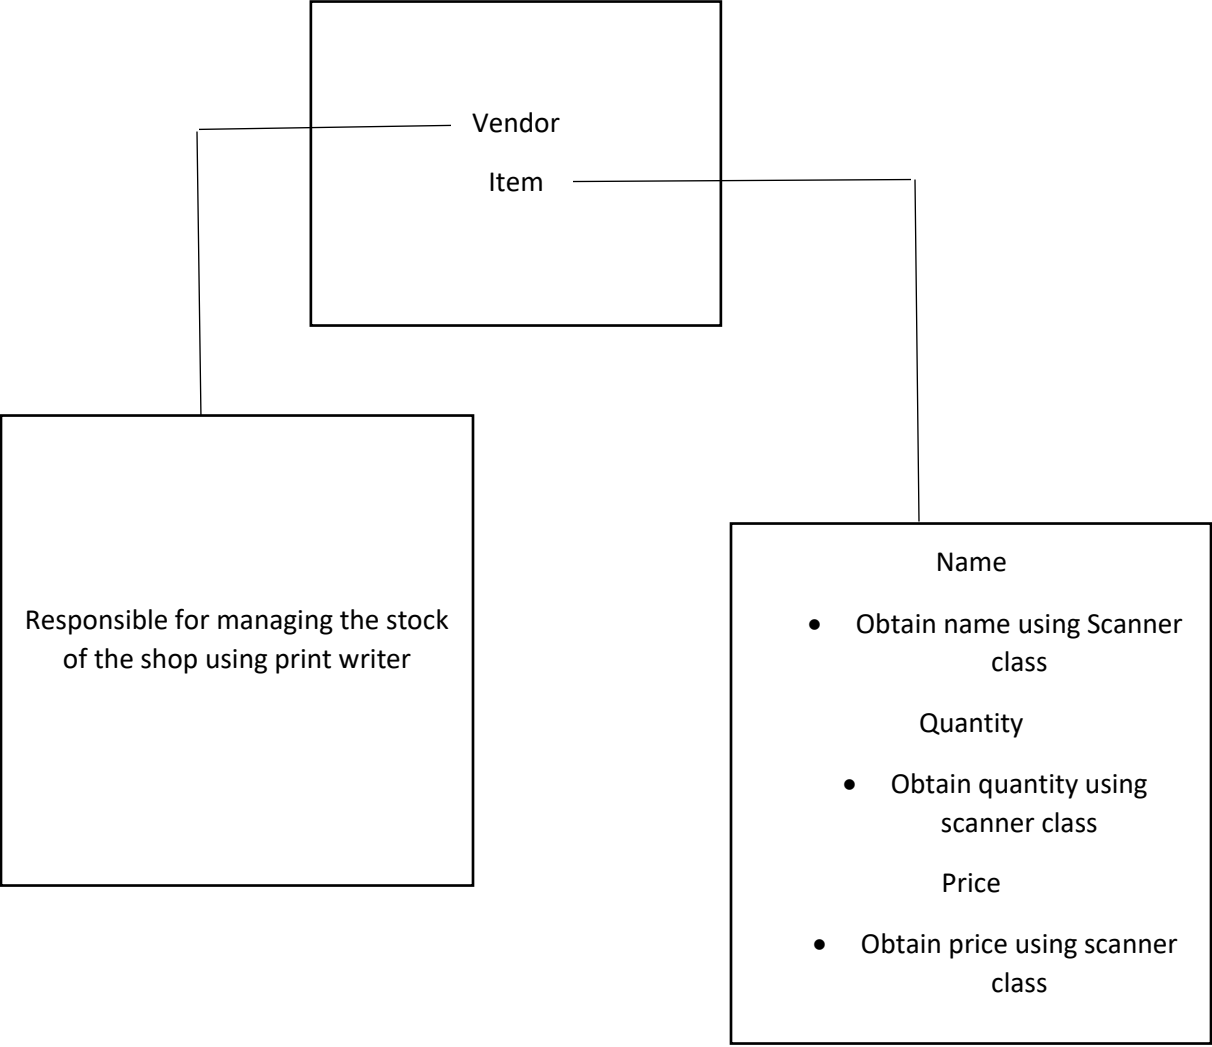 Vendor
Item
Responsible for managing the stock
of the shop using print writer
Name
• Obtain name using Scanner
class
Quantity
• Obtain quantity using
scanner class
Price
• Obtain price using scanner
class